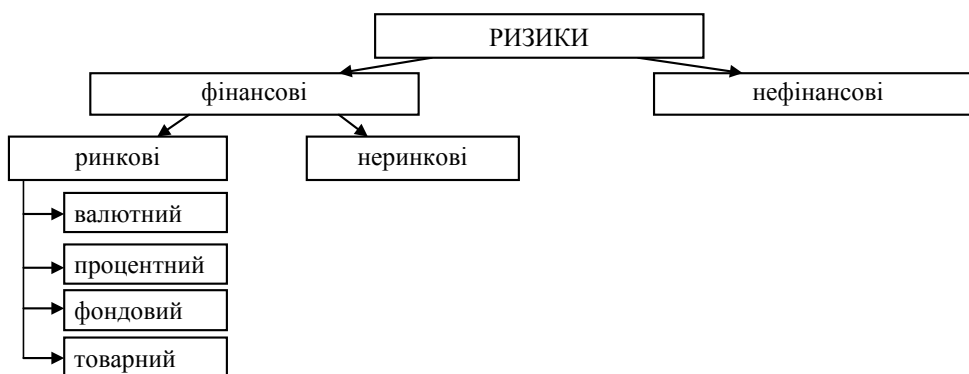 РИЗИКИ
фінансові
нефінансові
ринкові
неринкові
валютний
процентний
фондовий
товарний